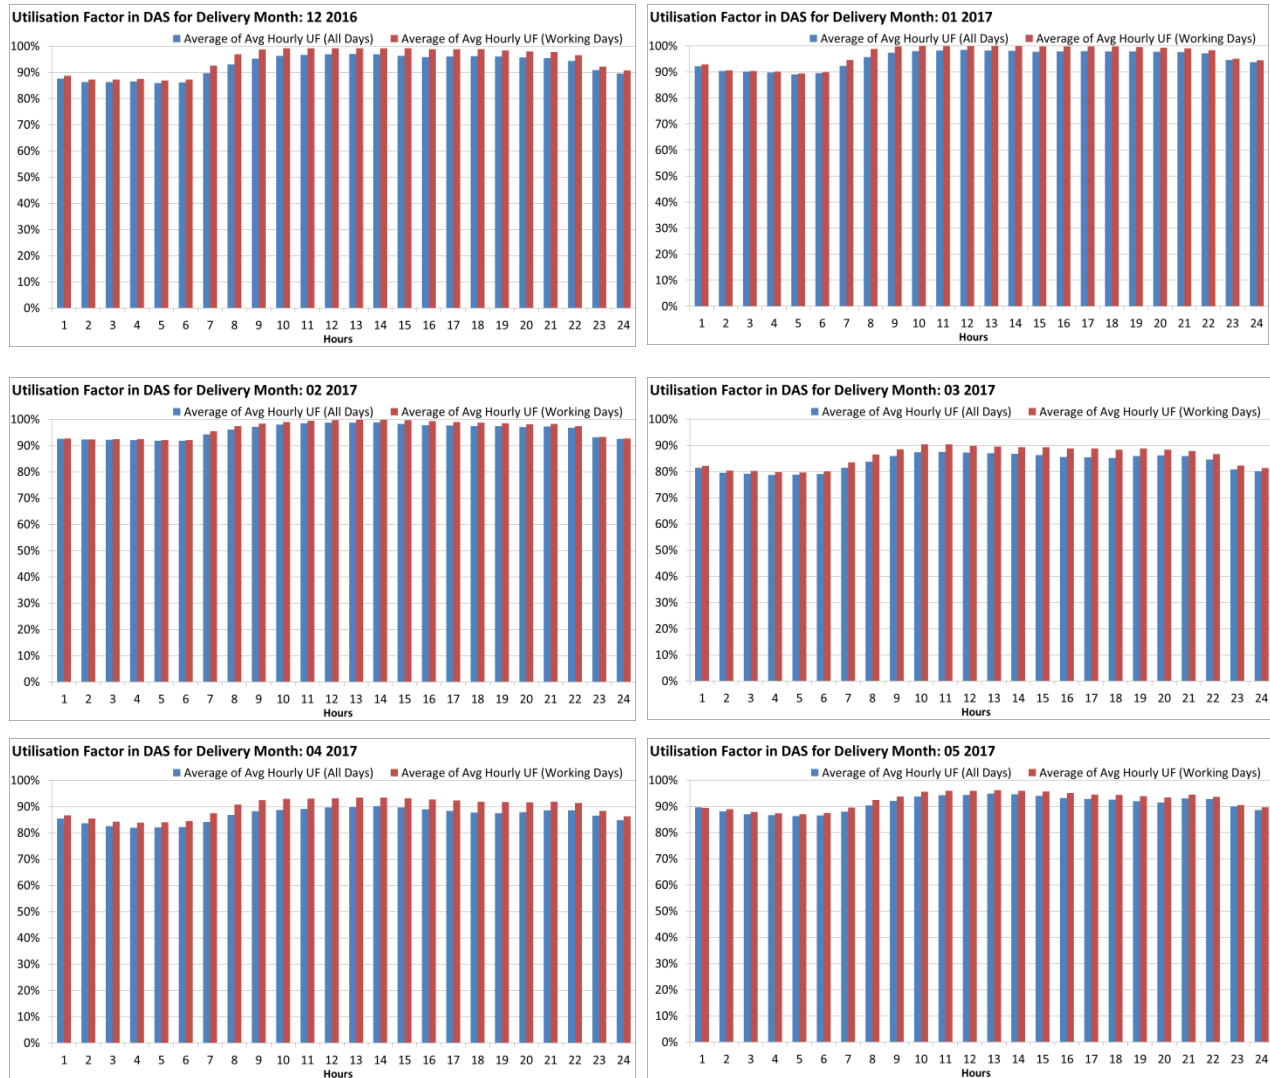 Utilisation Factor in DAS for Delivery Month: 12 2016
Average of Avg Hourly UF (All Days) Average of Avg Hourly UF (Working Days)
100%
90%
80%
70%
60%
50%
40%
30%
20%
10%
0%
1 2 3 4 5 6 7 8 9 10 11 12 13 14 15 16 17 18 19 20 21 22 23 24
Hours
Utilisation Factor in DAS for Delivery Month: 01 2017
Average of Avg Hourly UF (All Days) Average of Avg Hourly UF (Working Days)
100%
90%
80%
70%
60%
50%
40%
30%
20%
10%
0%
1 2 3 4 5 6 7 8 9 10 11 12 13 14 15 16 17 18 19 20 21 22 23 24
Hours
Utilisation Factor in DAS for Delivery Month: 02 2017
Average of Avg Hourly UF (All Days) Average of Avg Hourly UF (Working Days)
100%
90%
80%
70%
60%
50%
40%
30%
20%
10%
0%
1 2 3 4 5 6 7 8 9 10 11 12 13 14 15 16 17 18 19 20 21 22 23 24
Hours
Utilisation Factor in DAS for Delivery Month: 03 2017
Average of Avg Hourly UF (All Days) Average of Avg Hourly UF (Working Days)
100%
90%
80%
70%
60%
50%
40%
30%
20%
10%
0%
1 2 3 4 5 6 7 8 9 10 11 12 13 14 15 16 17 18 19 20 21 22 23 24
Hours
Utilisation Factor in DAS for Delivery Month: 04 2017
Average of Avg Hourly UF (All Days) Average of Avg Hourly UF (Working Days)
100%
90%
80%
70%
60%
50%
40%
30%
20%
10%
0%
1 2 3 4 5 6 7 8 9 10 11 12 13 14 15 16 17 18 19 20 21 22 23 24
Hours
Utilisation Factor in DAS for Delivery Month: 05 2017
Average of Avg Hourly UF (All Days) Average of Avg Hourly UF (Working Days)
100%
90%
80%
70%
60%
50%
40%
30%
20%
10%
0%
1 2 3 4 5 6 7 8 9 10 11 12 13 14 15 16 17 18 19 20 21 22 23 24
Hours